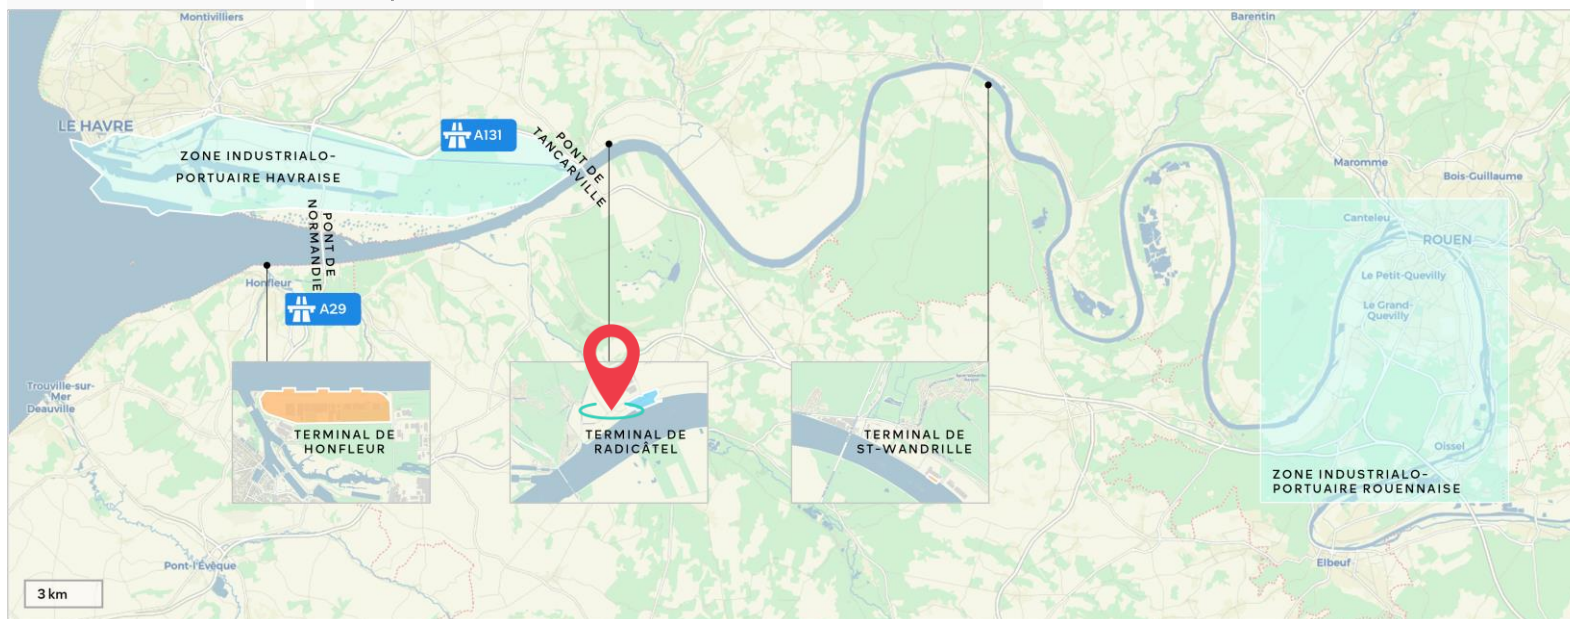 Montivilliers
Barentin
LE HAVRE
A131
PONT DE
TANCARVILLE
ZONE INDUSTRIALO-
PORTUAIRE HAVRAISE
Maromme
Bois-Guillaume
PONT DE
NORMANDIE
Canteleu
ROUEN
Honfleur
A29
Le Petit-Quevilly
Le Grand-
Quevilly
Trouville-sur-
Mer
Deauville
TERMINAL DE
HONFLEUR
TERMINAL DE
RADICÂTEL
TERMINAL DE
ST-WANDRILLE
Oissel
ZONE INDUSTRIALO-
PORTUAIRE ROUENNAISE
Pont-l'Évêque
Elbeuf
3 km